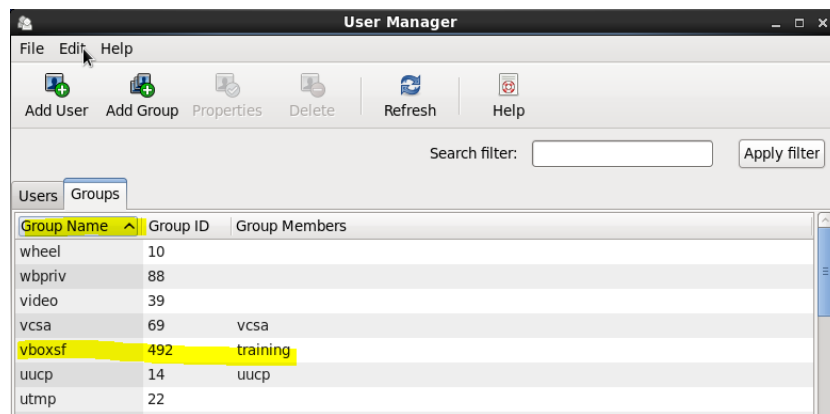 User Manager
File Edit Help
Add User Add Group Properties Delete Refresh Help
Search filter: Apply filter
Users Groups
Group Name Group ID Group Members
wheel 10
wbpriv 88
video 39
vcsa 69 vcsa
vboxsf 492 training
uucp 14 uucp
utmp 22